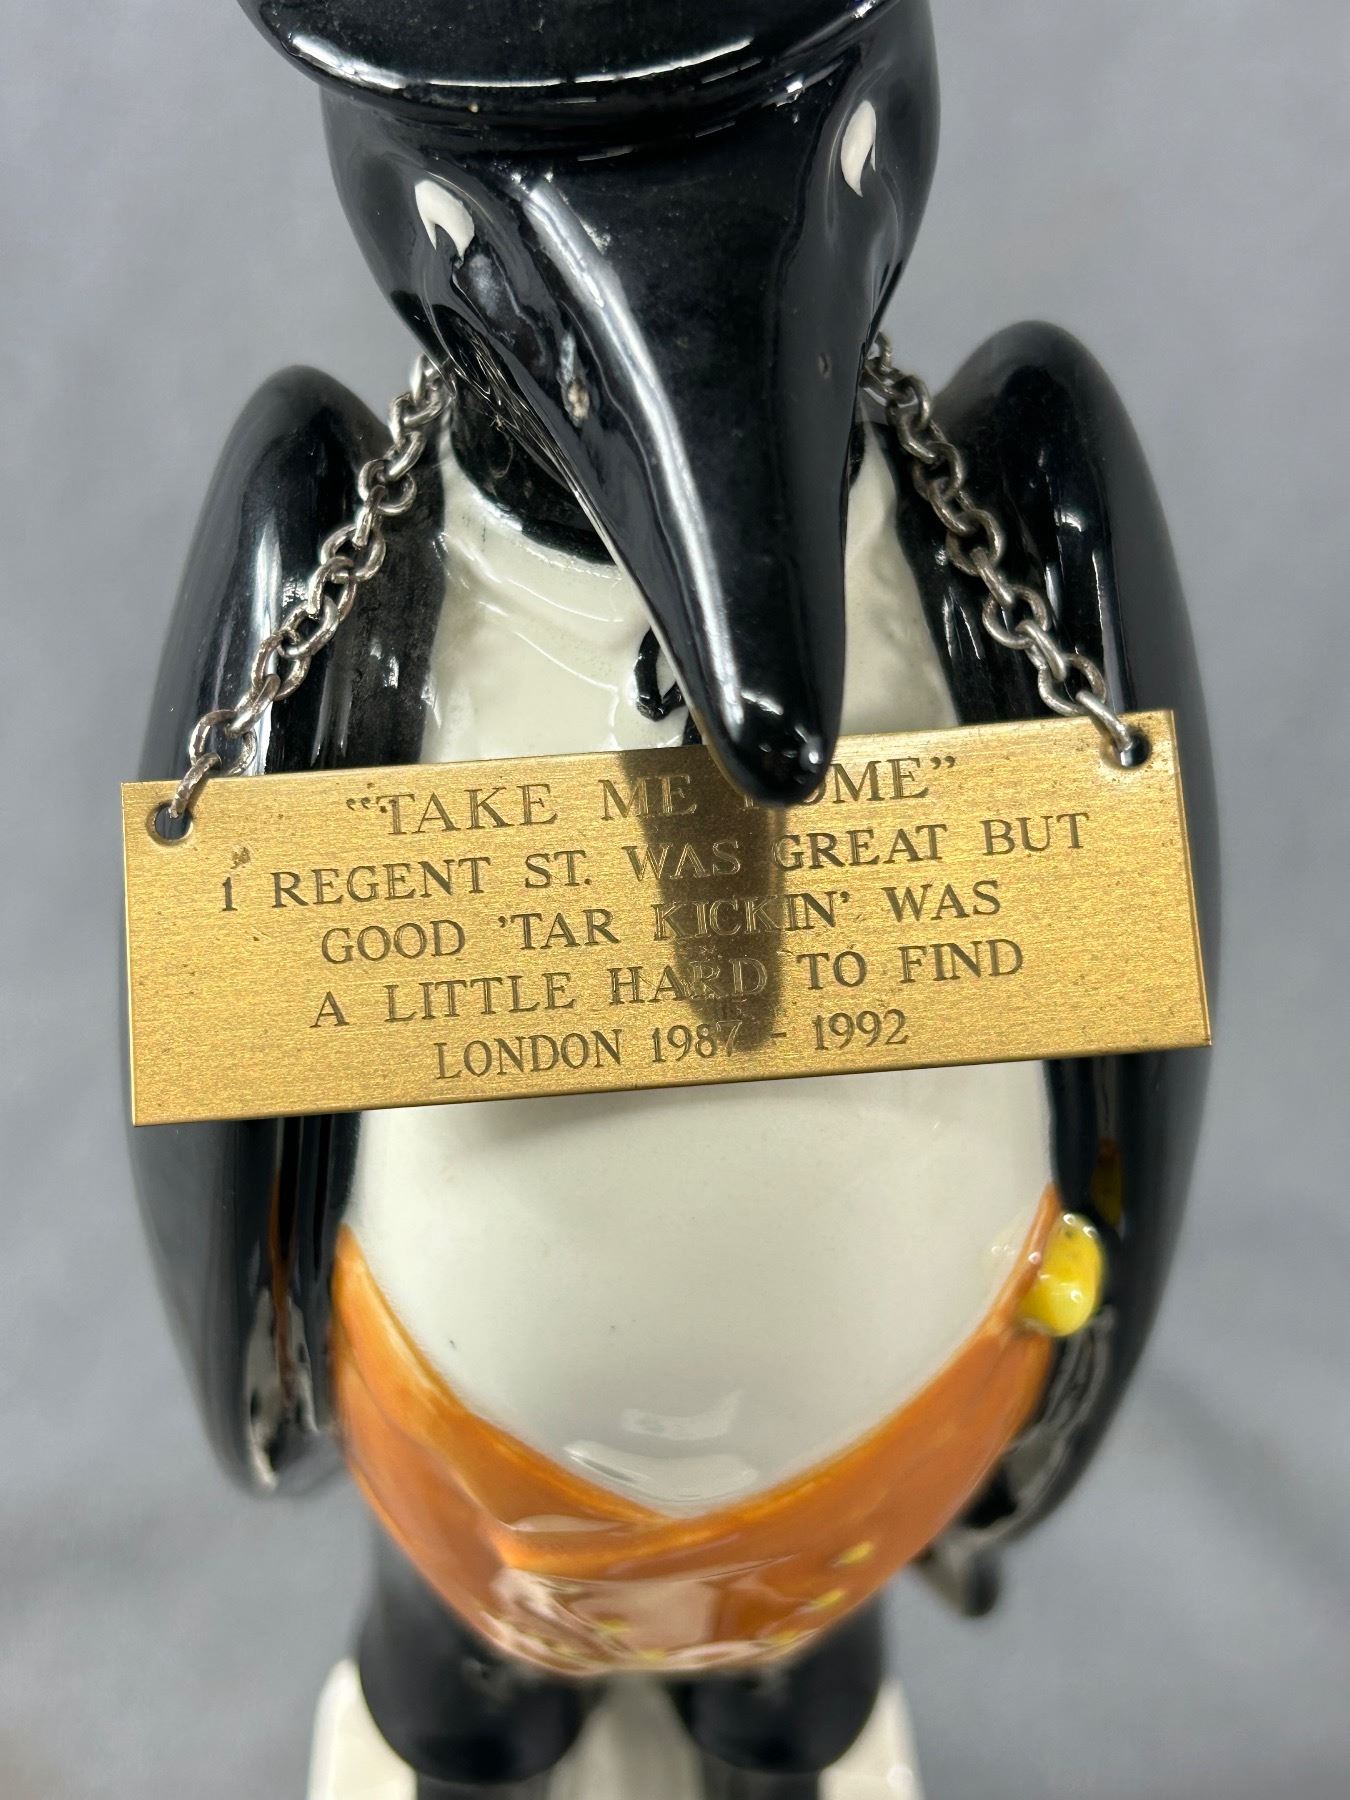 “TAKE ME HOME”
1 REGENT ST. WAS GREAT BUT
GOOD 'TAR KICKIN' WAS
A LITTLE HARD TO FIND
LONDON 1987 - 1992